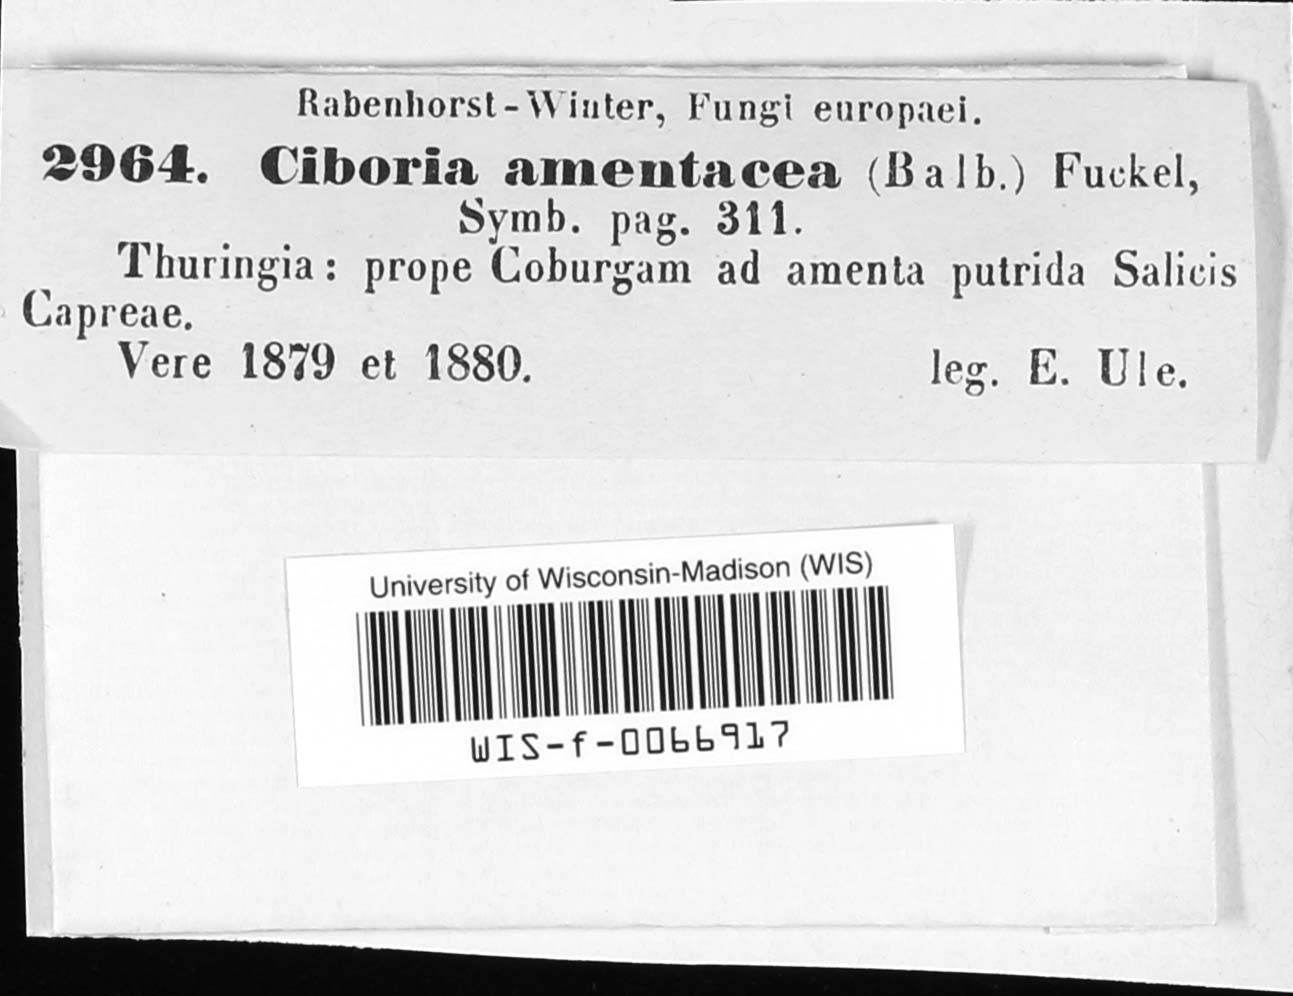 Rabenhorst-Winter, Fungi europaei.
2964. Ciboria amentacea (Balb.) Fuckel,
Symb. pag. 311.
Thuringia: prope Coburgam ad amenta putrida Salicis
Capreae.
Vere 1879 et 1880. leg. E. Ule.
University of Wisconsin-Madison (WIS)
WIS-f-0066917